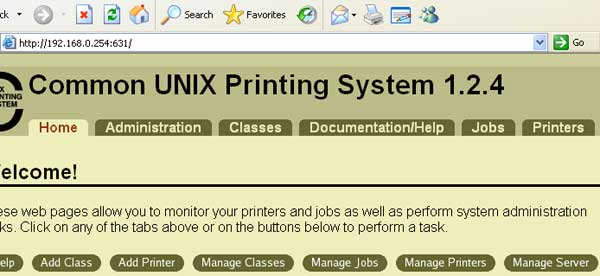 Search Favorites
http://192.168.0.254:631/ Go
Common UNIX Printing System 1.2.4
Home Administration Classes Documentation/Help Jobs Printers
elcome!
ese web pages allow you to monitor your printers and jobs as well as perform system administration
ks. Click on any of the tabs above or on the buttons below to perform a task.
elp Add Class Add Printer Manage Classes Manage Jobs Manage Printers Manage Server